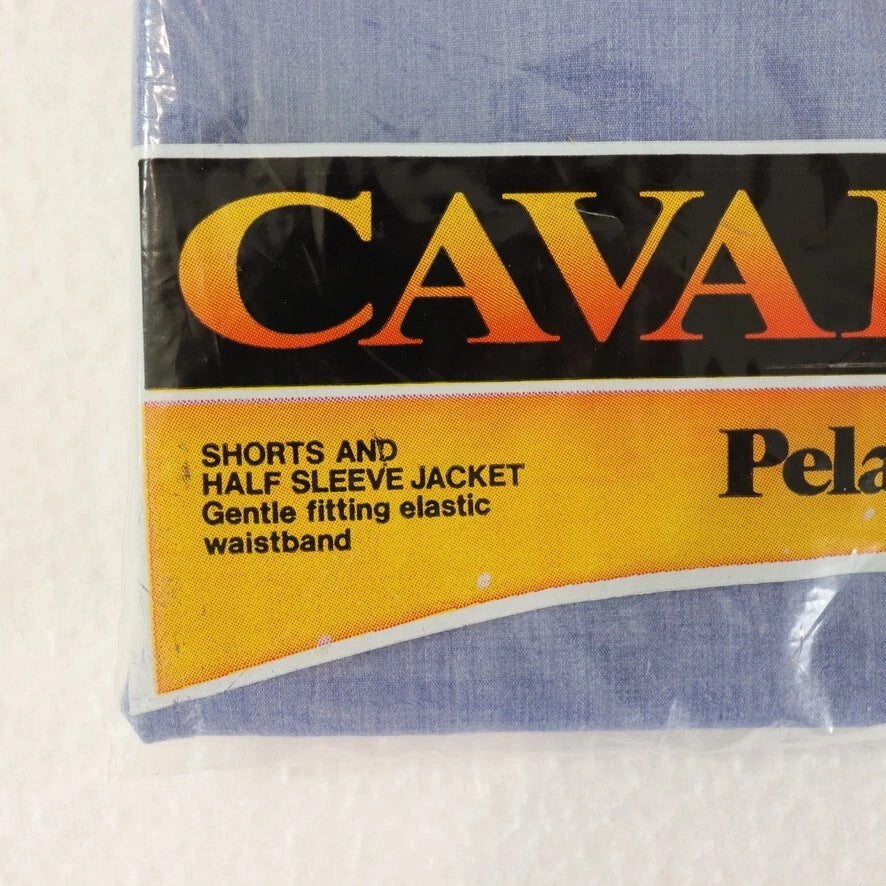 CAVA
SHORTS AND
HALF SLEEVE JACKET
Pela
Gentle fitting elastic
waistband